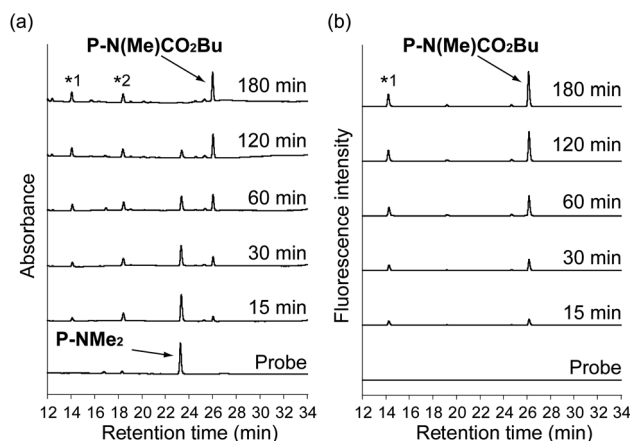 (a)
P-N(Me)CO₂Bu
*1
*2
180 min
120 min
60 min
30 min
15 min
P-NMe₂
Probe
Absorbance
12 14 16 18 20 22 24 26 28 30 32 34
Retention time (min)
(b)
P-N(Me)CO₂Bu
*1
180 min
120 min
60 min
30 min
15 min
Probe
Fluorescence intensity
12 14 16 18 20 22 24 26 28 30 32 34
Retention time (min)